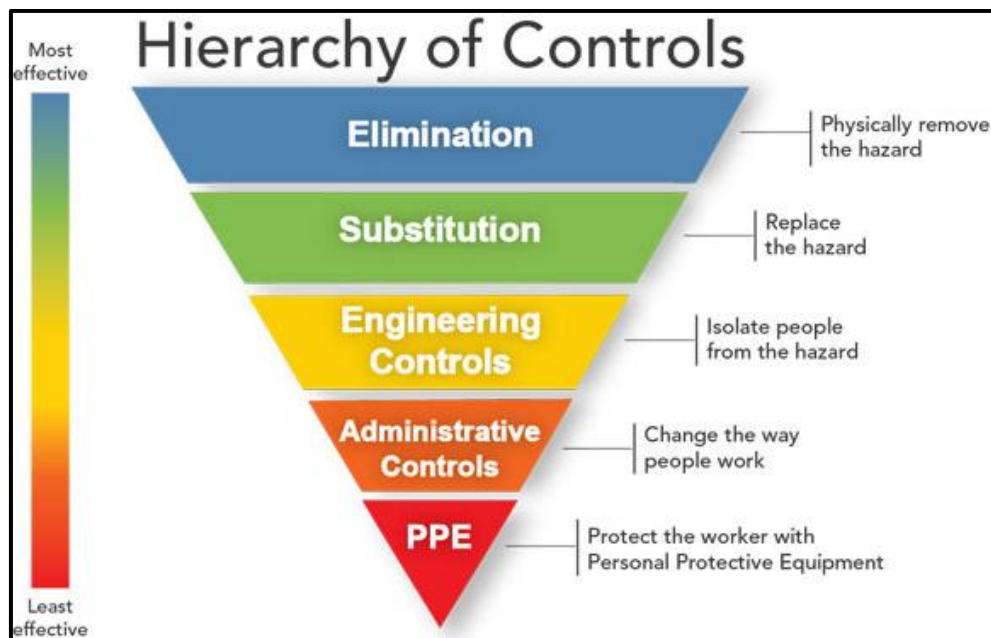 Hierarchy of Controls
Most
effective
Elimination
Physically remove
the hazard
Substitution
Replace
the hazard
Engineering
Controls
Isolate people
from the hazard
Administrative
Controls
Change the way
people work
PPE
Protect the worker with
Personal Protective Equipment
Least
effective